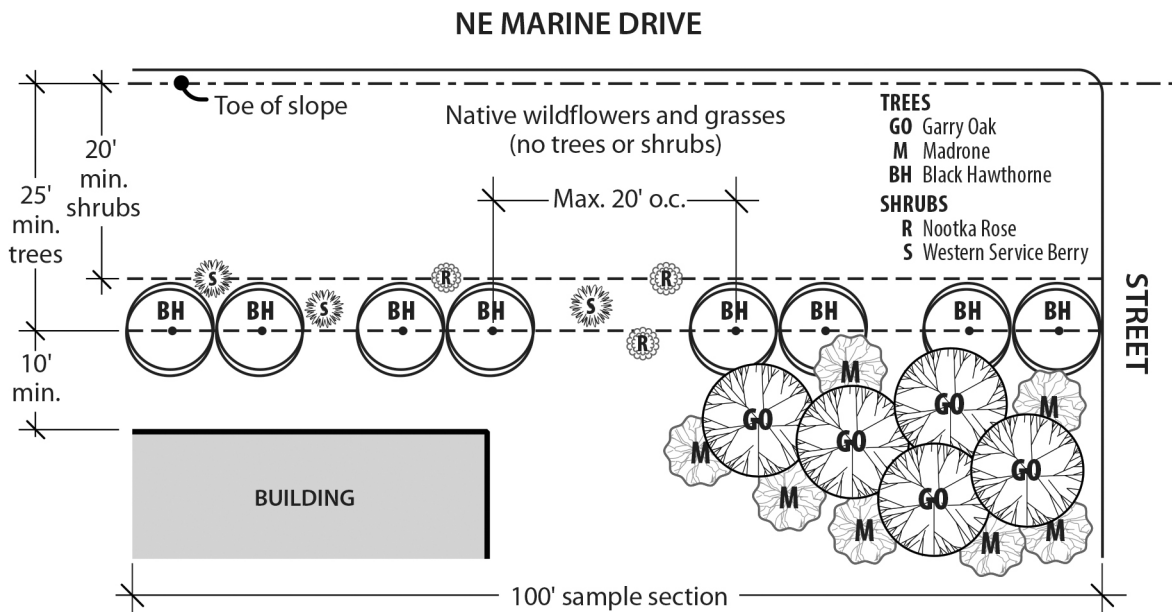 NE MARINE DRIVE
Toe of slope
Native wildflowers and grasses
(no trees or shrubs)
Max. 20' o.c.
25'
min.
trees
20'
min.
shrubs
10'
min.
TREES
GO Garry Oak
M Madrone
BH Black Hawthorne
SHRUBS
R Nootka Rose
S Western Service Berry
STREET
S
R
R
BH
BH
S
BH
BH
S
R
BH
BH
BH
BH
M
GO
GO
GO
M
M
GO
GO
M
M
M
M
BUILDING
100' sample section